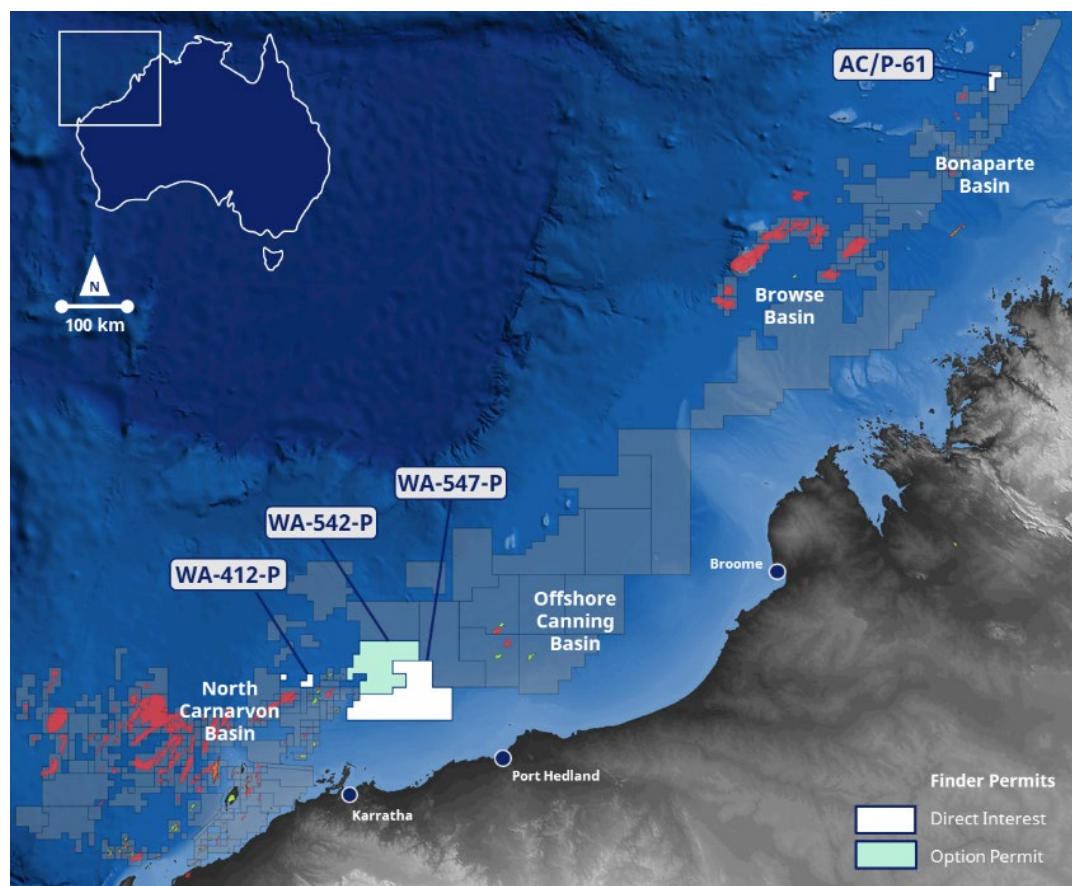 AC/P-61
Bonaparte
Basin
N
100 km
Browse
Basin
WA-547-P
WA-542-P
WA-412-P
Broome
Offshore
Canning
Basin
North
Carnarvon
Basin
Port Hedland
Karratha
Finder Permits
Direct Interest
Option Permit